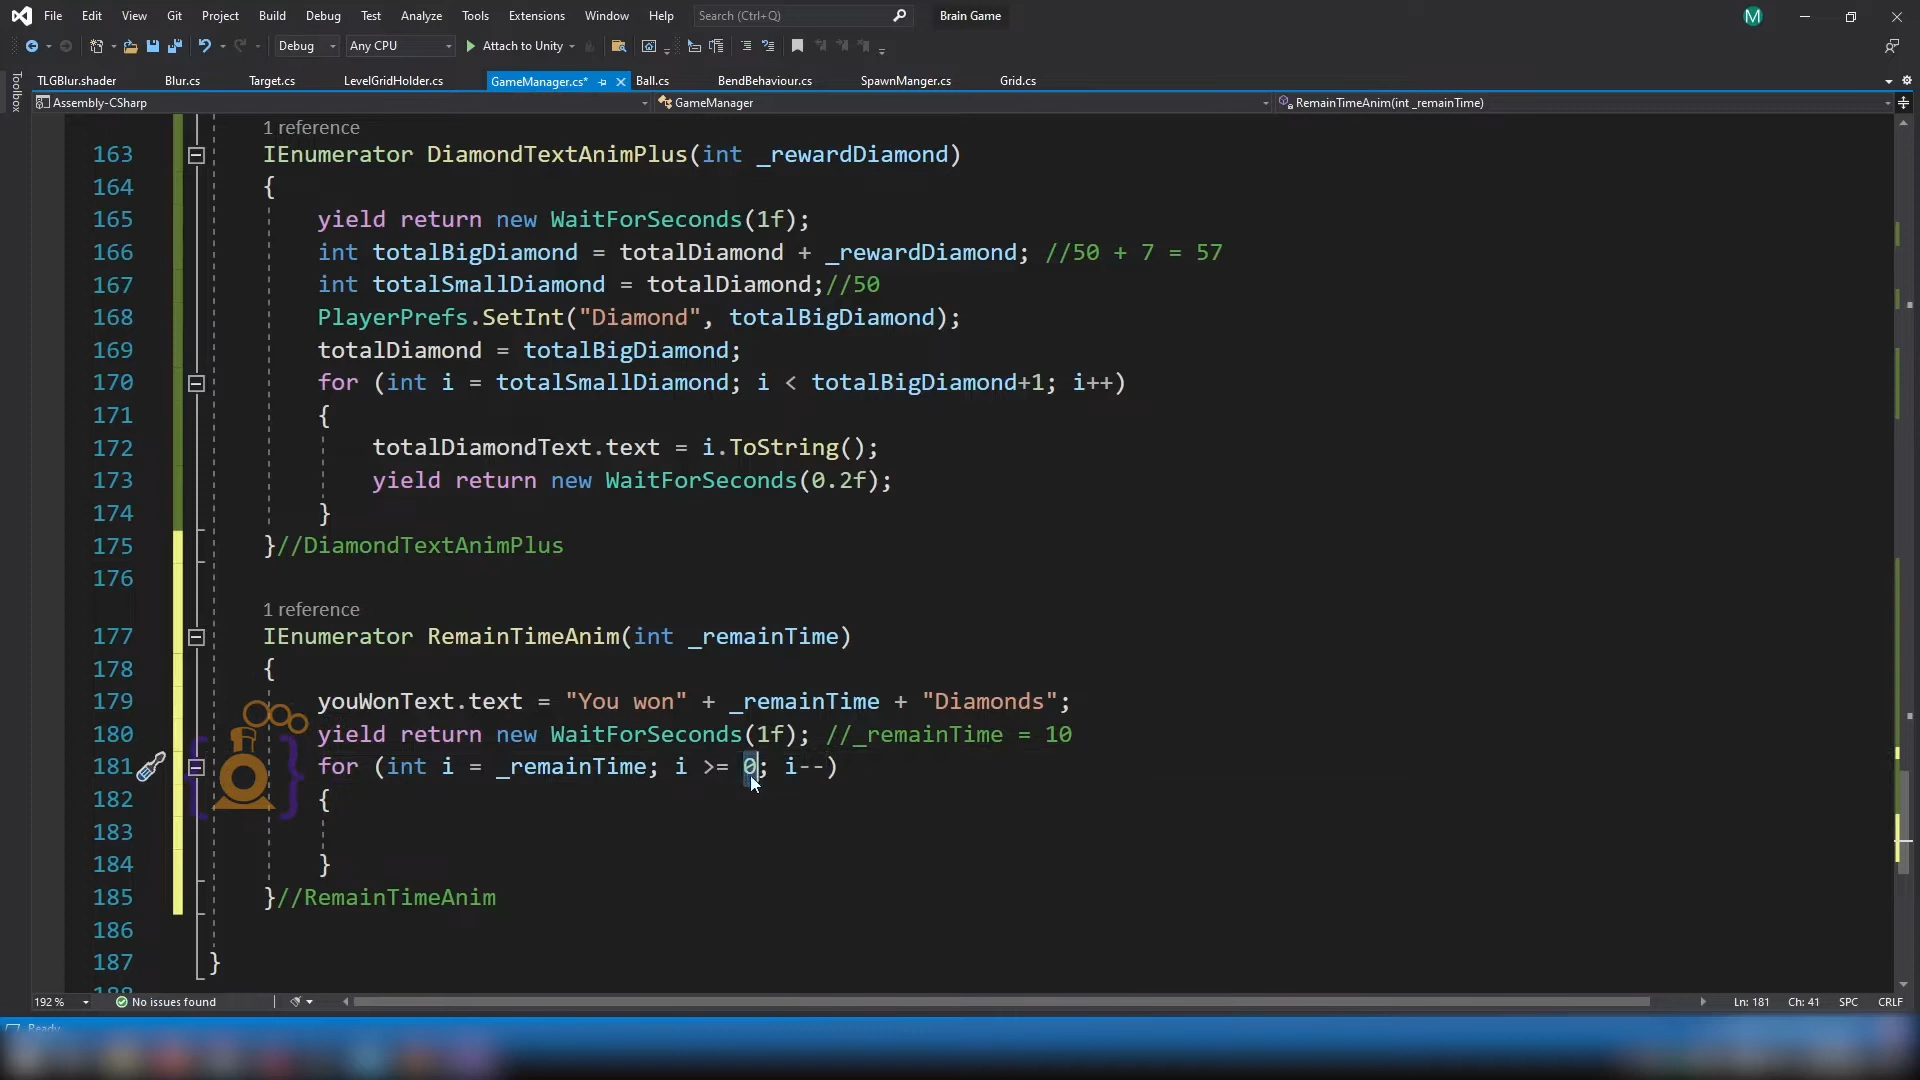 File Edit View Git Project Build Debug Test Analyze Tools Extensions Window Help Search (Ctrl+Q) Brain Game M
Debug Any CPU Attach to Unity
Toolbox
TLGBlur.shader Blur.cs Target.cs LevelGridHolder.cs GameManager.cs* Ball.cs BendBehaviour.cs SpawnManger.cs Grid.cs
Assembly-CSharp GameManager RemainTimeAnim(int _remainTime)
1 reference
163 IEnumerator DiamondTextAnimPlus(int _rewardDiamond)
164 {
165 yield return new WaitForSeconds(1f);
166 int totalBigDiamond = totalDiamond + _rewardDiamond; //50 + 7 = 57
167 int totalSmallDiamond = totalDiamond;//50
168 PlayerPrefs.SetInt("Diamond", totalBigDiamond);
169 totalDiamond = totalBigDiamond;
170 for (int i = totalSmallDiamond; i < totalBigDiamond+1; i++)
171 {
172 totalDiamondText.text = i.ToString();
173 yield return new WaitForSeconds(0.2f);
174 }
175 }//DiamondTextAnimPlus
176
1 reference
177 IEnumerator RemainTimeAnim(int _remainTime)
178 {
179 youWonText.text = "You won" + _remainTime + "Diamonds";
180 yield return new WaitForSeconds(1f); //_remainTime = 10
181 for (int i = _remainTime; i >= 0; i--)
182 {
183
184 }
185 }//RemainTimeAnim
186
187 }
188
192 % No issues found Ln: 181 Ch: 41 SPC CRLF
Ready